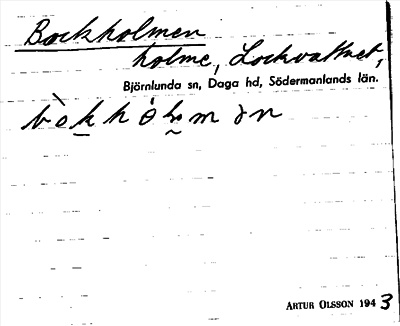 Bockholmen
holme, Lockvattnet,
Björnlunda sn, Daga hd, Södermanlands län.
ARTUR OLSSON 1943